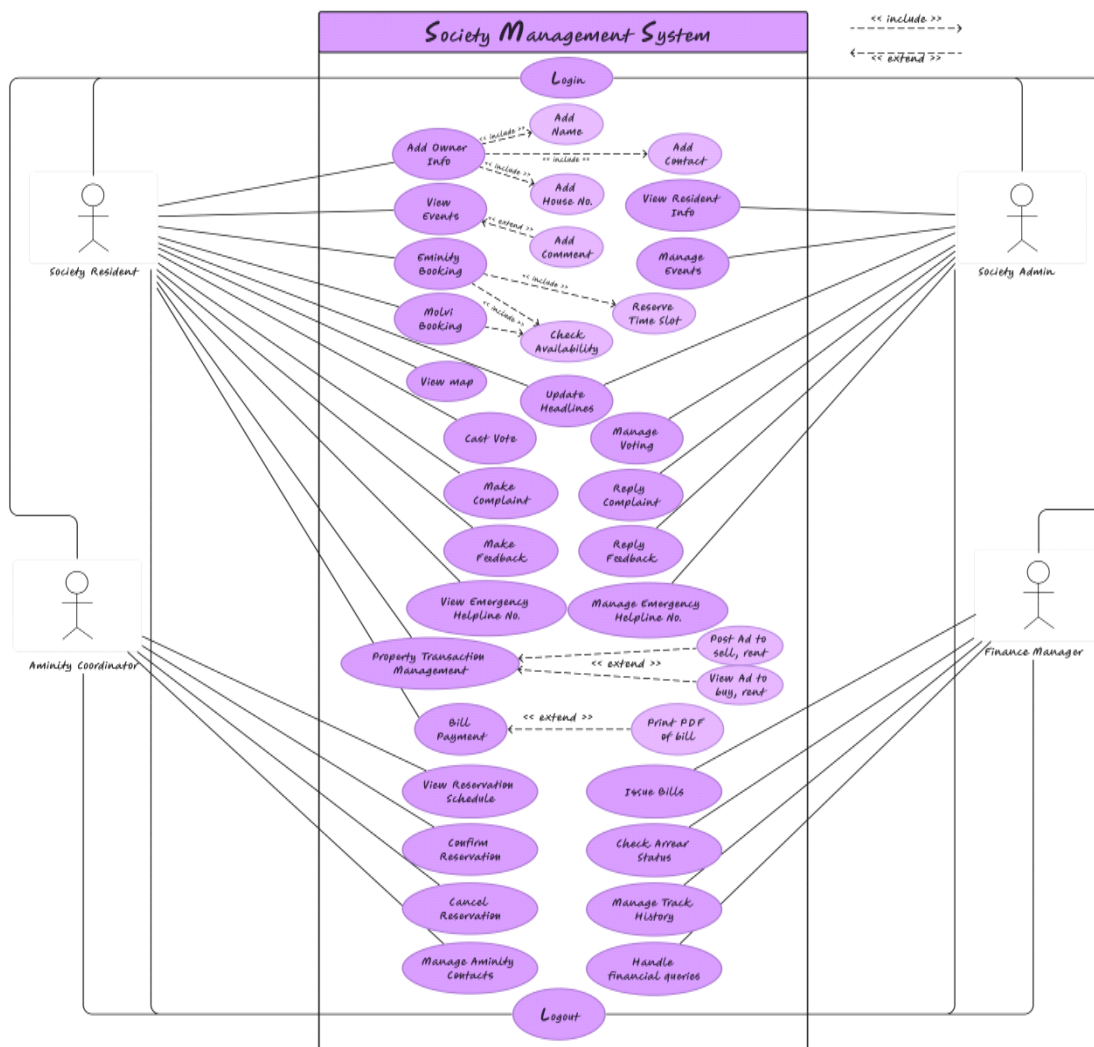 Society Management System
<< include >>
<< extend >>
Login
Add
Name
Add Owner
Info
<< include >>
<< include <<
<< include >>
Add
Contact
Add
House No.
View
Events
<< extend >>
Add
Comment
View Resident
Info
Eminity
Booking
<< include >>
Manage
Events
Society Resident
Society Admin
Molvi
Booking
<< include >>
Reserve
Time Slot
Check
Availability
View map
Update
Headlines
Cast Vote
Manage
Voting
Make
Complaint
Reply
Complaint
Make
Feedback
Reply
Feedback
View Emergency
Helpline No.
Manage Emergency
Helpline No.
Aminity Coordinator
Finance Manager
Property Transaction
Management
<< extend >>
Post Ad to
sell, rent
View Ad to
buy, rent
Bill
Payment
<< extend >>
Print PDF
of bill
View Reservation
Schedule
Issue Bills
Confirm
Reservation
Check Arrear
Status
Cancel
Reservation
Manage Track
History
Manage Aminity
Contacts
Handle
financial queries
Logout